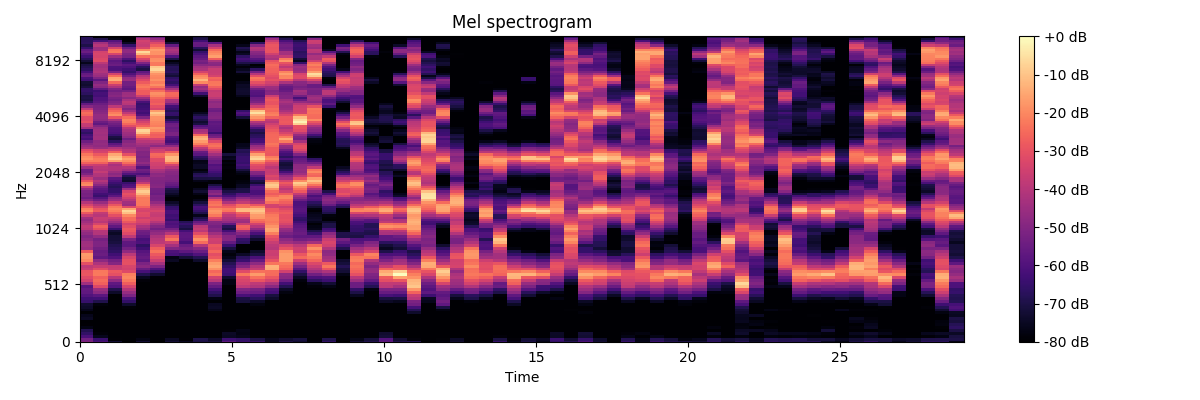 Mel spectrogram
Hz
8192
4096
2048
1024
512
0
0 5 10 15 20 25
Time
+0 dB
-10 dB
-20 dB
-30 dB
-40 dB
-50 dB
-60 dB
-70 dB
-80 dB